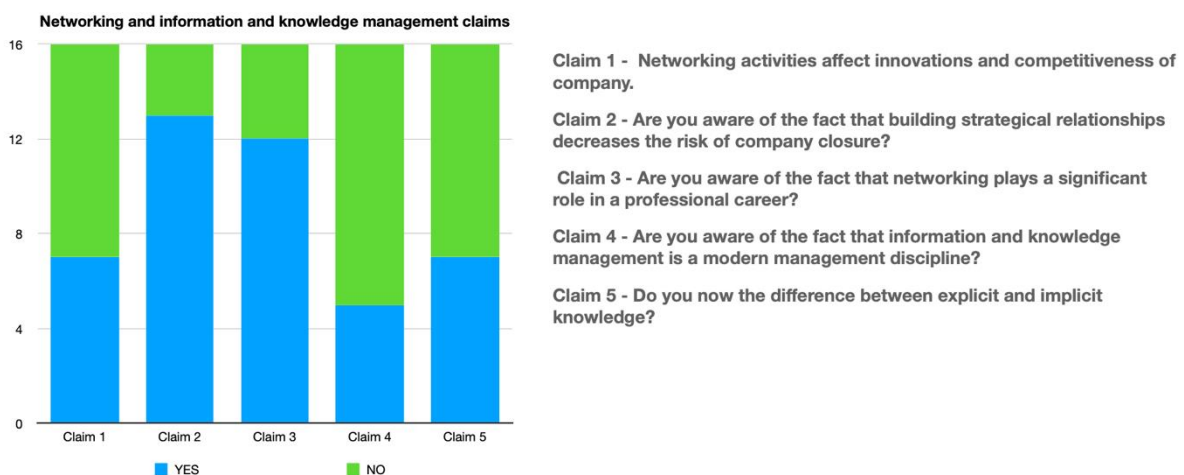 Networking and information and knowledge management claims
16
12
8
4
0
Claim 1
Claim 2
Claim 3
Claim 4
Claim 5
YES
NO
Claim 1 -  Networking activities affect innovations and competitiveness of
company.
Claim 2 - Are you aware of the fact that building strategical relationships
decreases the risk of company closure?
Claim 3 - Are you aware of the fact that networking plays a significant
role in a professional career?
Claim 4 - Are you aware of the fact that information and knowledge
management is a modern management discipline?
Claim 5 - Do you now the difference between explicit and implicit
knowledge?